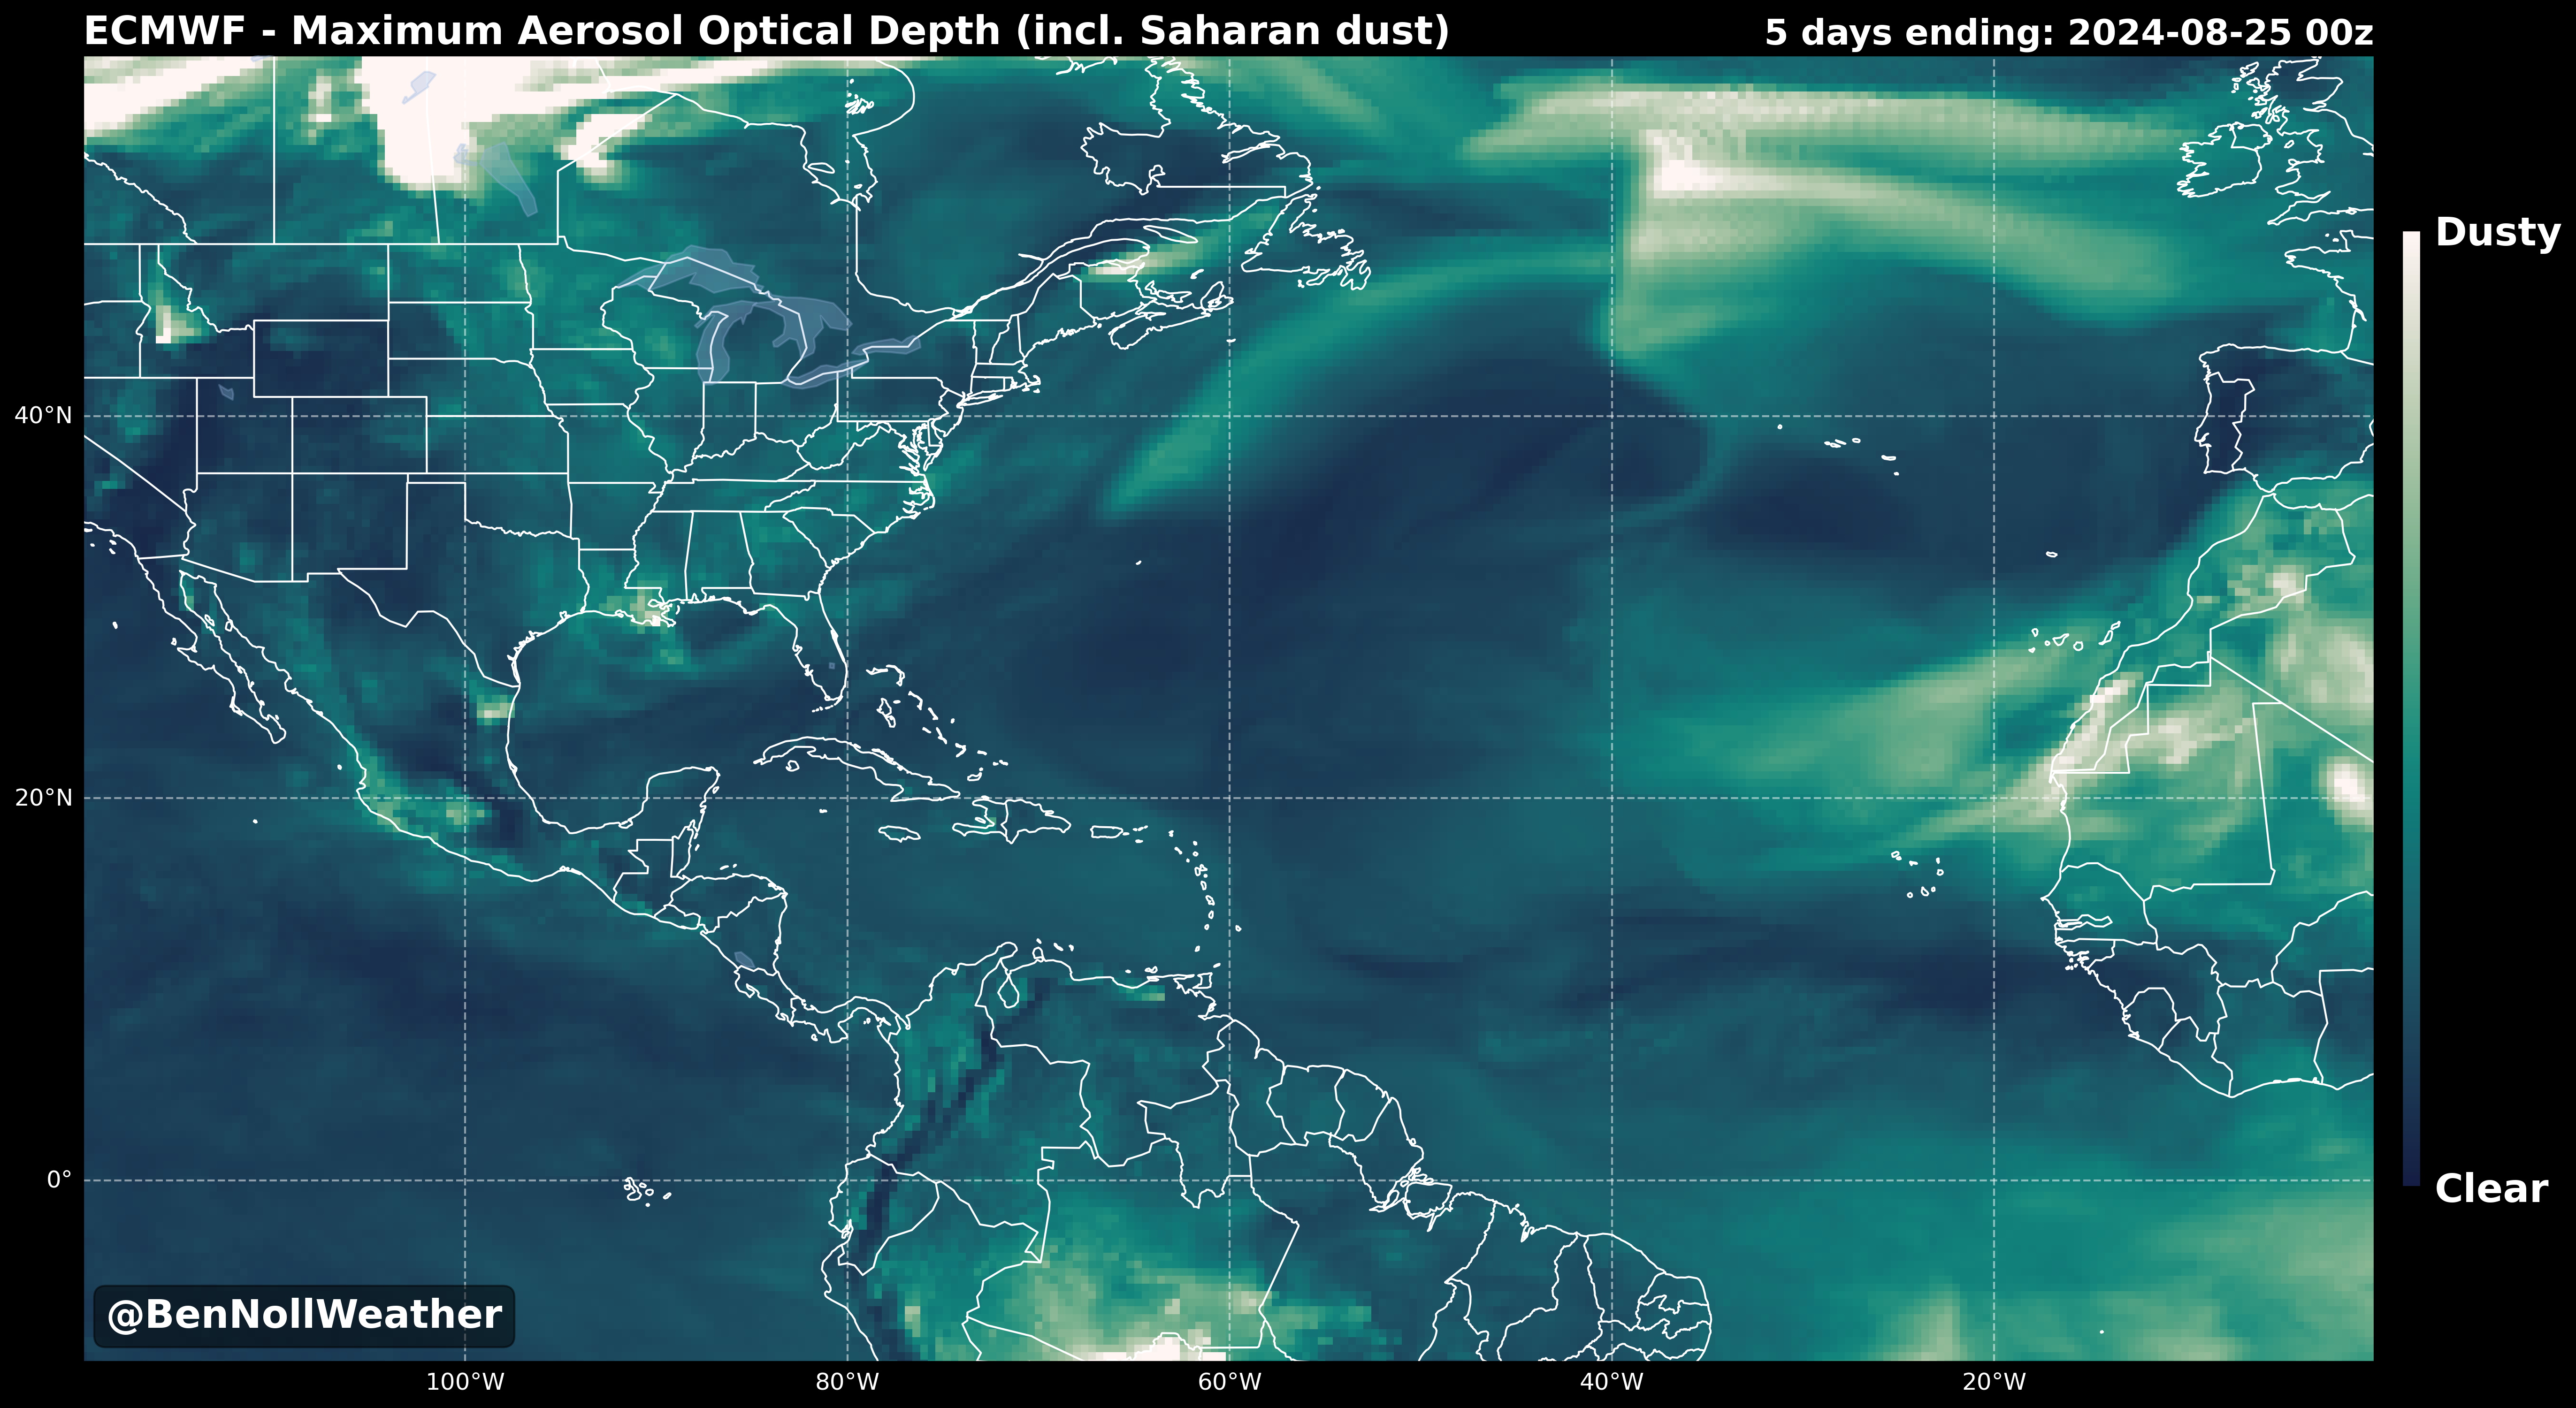 ECMWF - Maximum Aerosol Optical Depth (incl. Saharan dust)
5 days ending: 2024-08-25 00z
Dusty
40°N
20°N
0°
Clear
@BenNollWeather
100°W
80°W
60°W
40°W
20°W